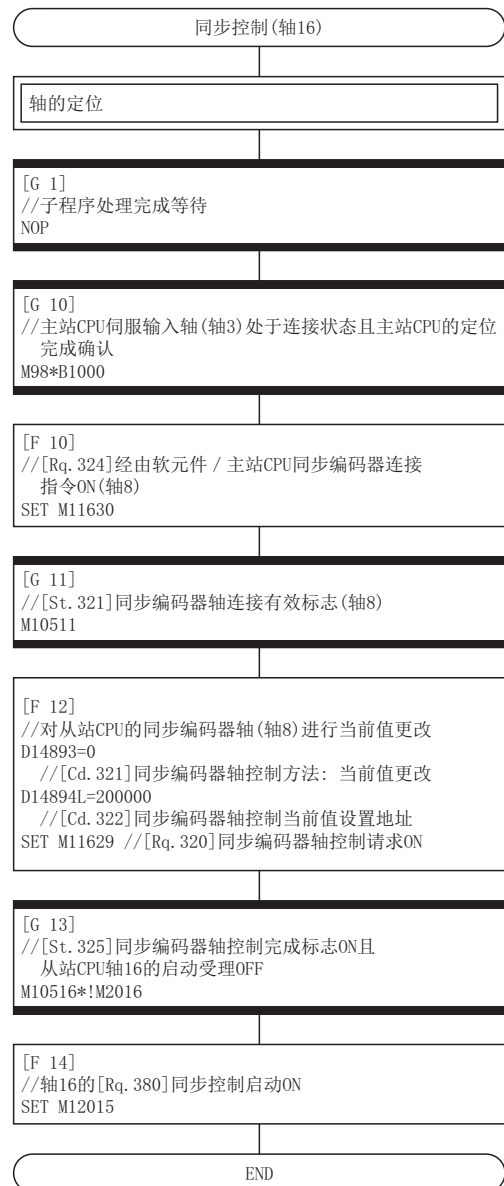 同步控制(轴16)
轴的定位
[G 1]
//子程序处理完成等待
NOP
[G 10]
//主站CPU伺服输入轴(轴3)处于连接状态且主站CPU的定位
完成确认
M98*B1000
[F 10]
//[Rq.324]经由软元件/主站CPU同步编码器连接
指令ON(轴8)
SET M11630
[G 11]
//[St.321]同步编码器轴连接有效标志(轴8)
M10511
[F 12]
//对从站CPU的同步编码器轴(轴8)进行当前值更改
D14893=0
//[Cd.321]同步编码器轴控制方法: 当前值更改
D14894L=200000
//[Cd.322]同步编码器轴控制当前值设置地址
SET M11629 //[Rq.320]同步编码器轴控制请求ON
[G 13]
//[St.325]同步编码器轴控制完成标志ON且
从站CPU轴16的启动受理OFF
M10516*!M2016
[F 14]
//轴16的[Rq.380]同步控制启动ON
SET M12015
END